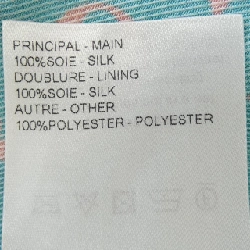 PRINCIPAL - MAIN
100%SOIE - SILK
DOUBLURE - LINING
100%SOIE - SILK
AUTRE - OTHER
100%POLYESTER - POLYESTER